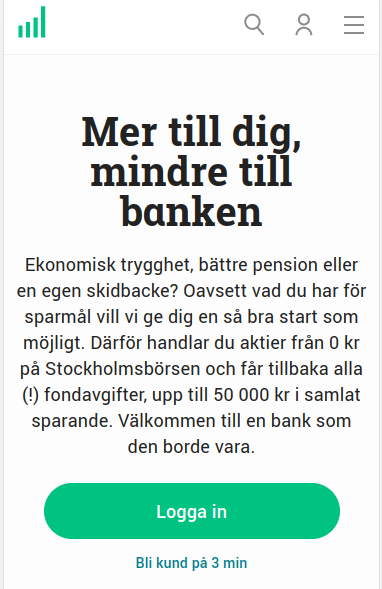 Mer till dig,
mindre till
banken
Ekonomisk trygghet, bättre pension eller
en egen skidbacke? Oavsett vad du har för
sparmål vill vi ge dig en så bra start som
möjligt. Därför handlar du aktier från 0 kr
på Stockholmsbörsen och får tillbaka alla
(!) fondavgifter, upp till 50 000 kr i samlat
sparande. Välkommen till en bank som
den borde vara.
Logga in
Bli kund på 3 min